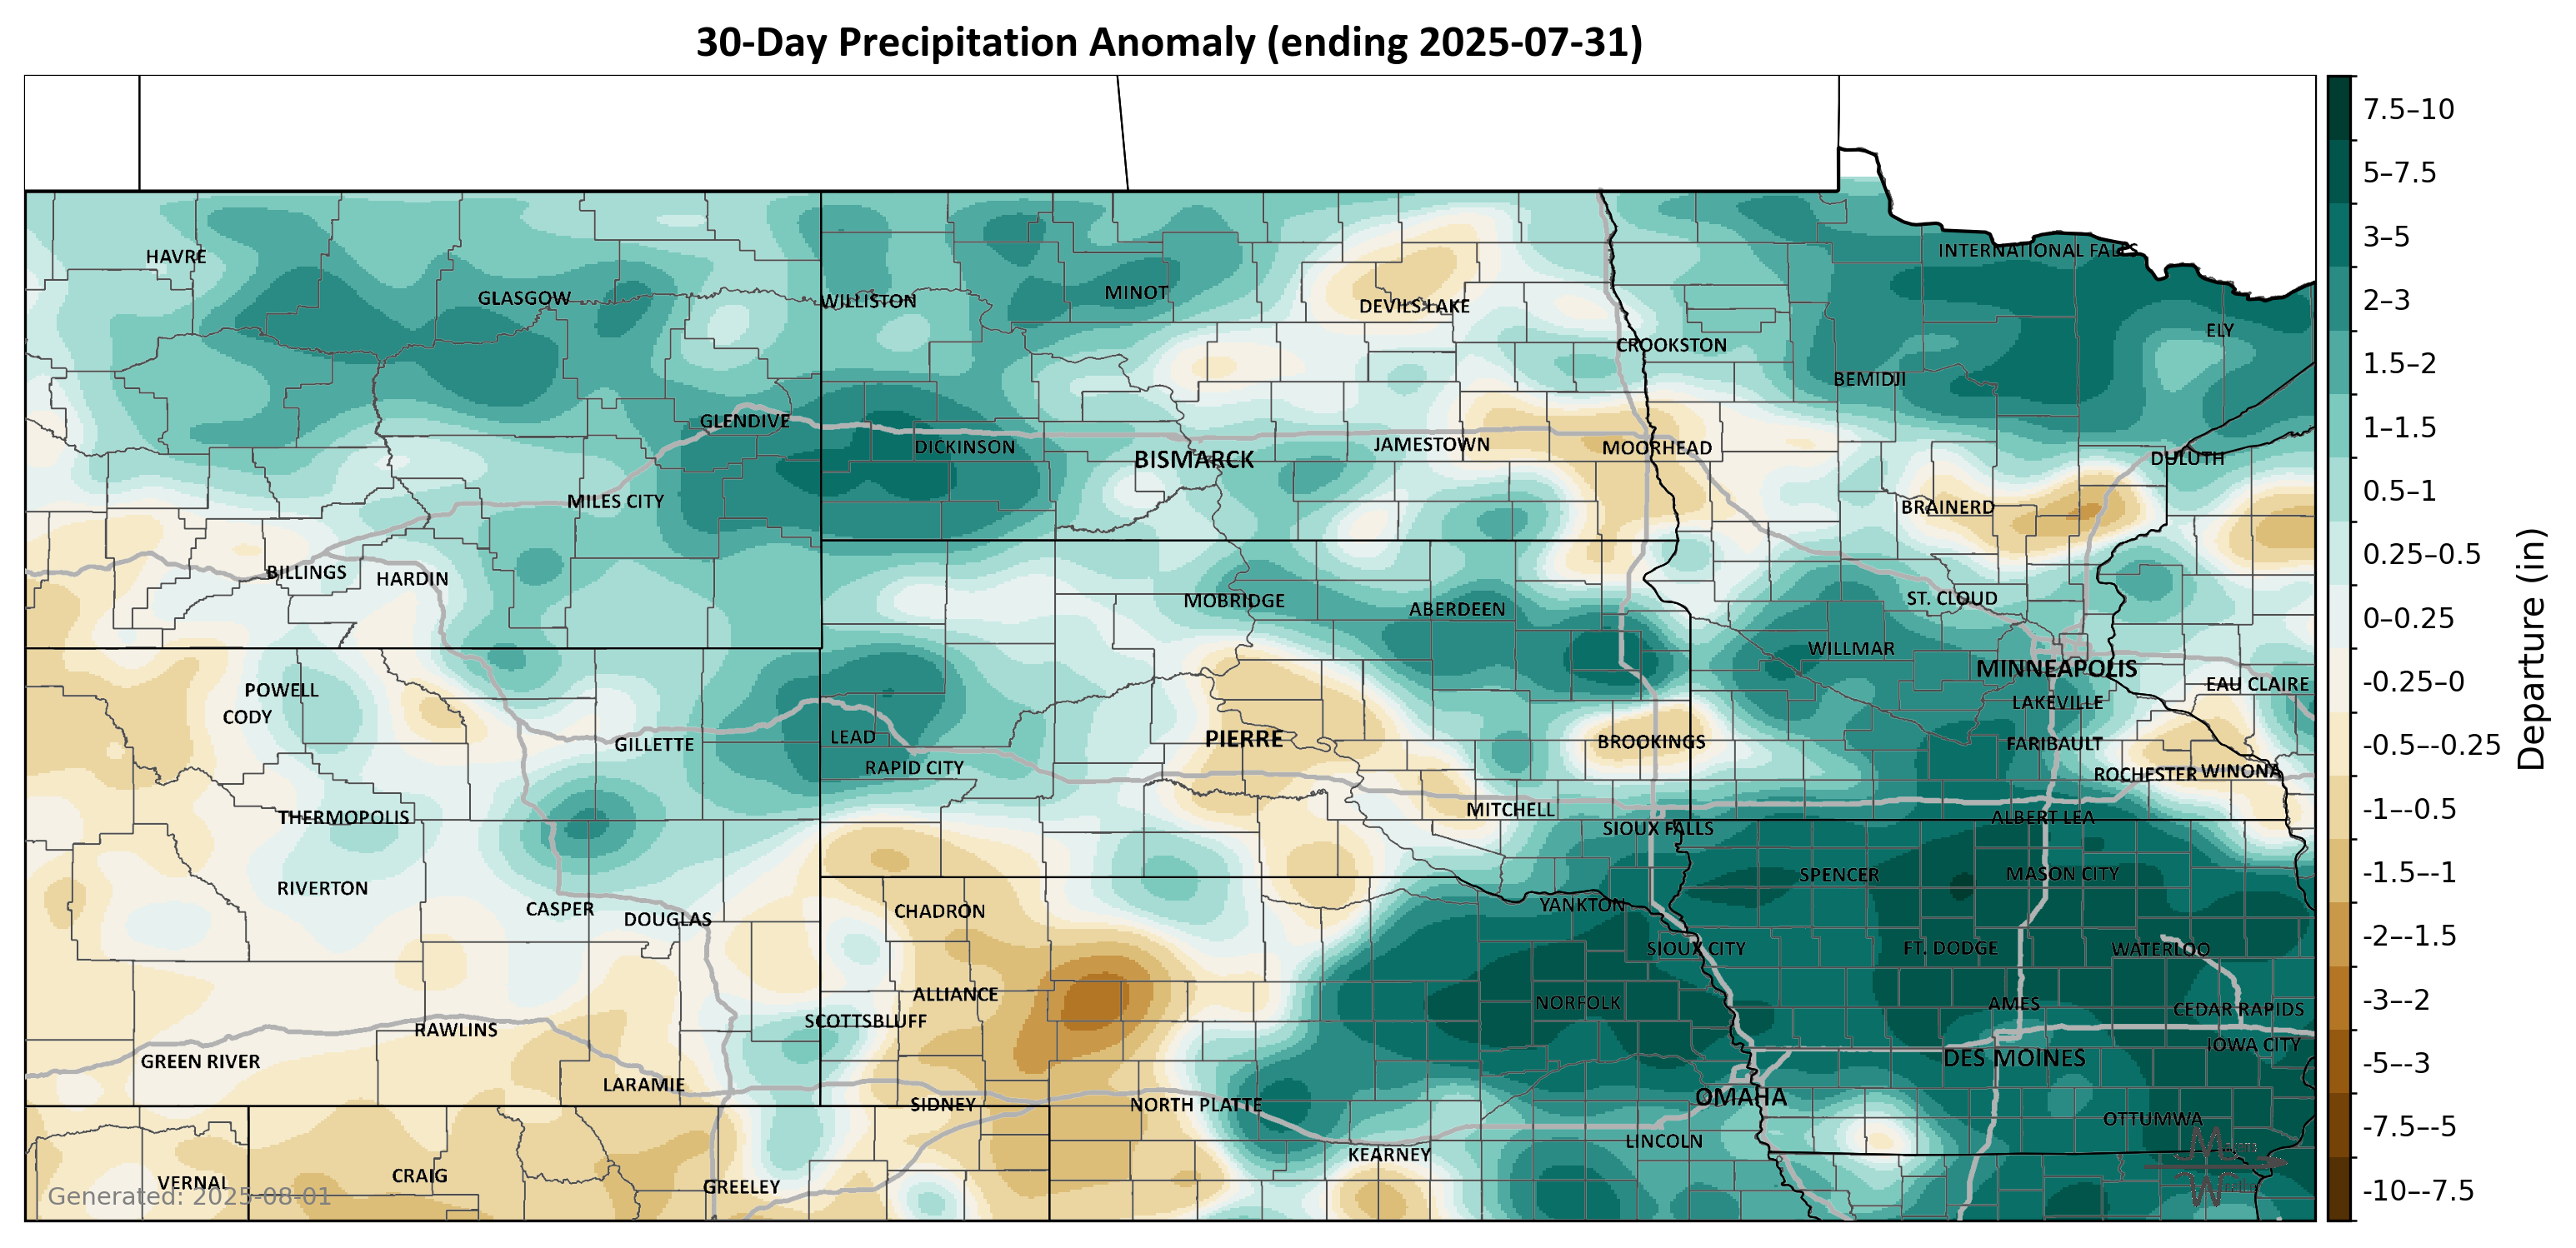 30-Day Precipitation Anomaly (ending 2025-07-31)
7.5–10
5–7.5
3–5
2–3
1.5–2
1–1.5
0.5–1
0.25–0.5
0–0.25
-0.25–0
-0.5–-0.25
-1–-0.5
-1.5–-1
-2–-1.5
-3–-2
-5–-3
-7.5–-5
-10–-7.5
Departure (in)
HAVRE
INTERNATIONAL FALLS
GLASGOW
WILLISTON
MINOT
DEVILS LAKE
ELY
CROOKSTON
BEMIDJI
GLENDIVE
DICKINSON
BISMARCK
JAMESTOWN
MOORHEAD
DULUTH
MILES CITY
BRAINERD
BILLINGS
HARDIN
MOBRIDGE
ABERDEEN
ST. CLOUD
WILLMAR
MINNEAPOLIS
POWELL
EAU CLAIRE
CODY
LAKEVILLE
GILLETTE
LEAD
PIERRE
BROOKINGS
FARIBAULT
RAPID CITY
ROCHESTER
WINONA
THERMOPOLIS
MITCHELL
ALBERT LEA
SIOUX FALLS
RIVERTON
SPENCER
MASON CITY
CASPER
DOUGLAS
CHADRON
YANKTON
SIOUX CITY
FT. DODGE
WATERLOO
ALLIANCE
NORFOLK
AMES
CEDAR RAPIDS
SCOTTSBLUFF
RAWLINS
IOWA CITY
GREEN RIVER
DES MOINES
LARAMIE
OMAHA
SIDNEY
NORTH PLATTE
OTTUMWA
LINCOLN
KEARNEY
VERNAL
CRAIG
GREELEY
Generated: 2025-08-01